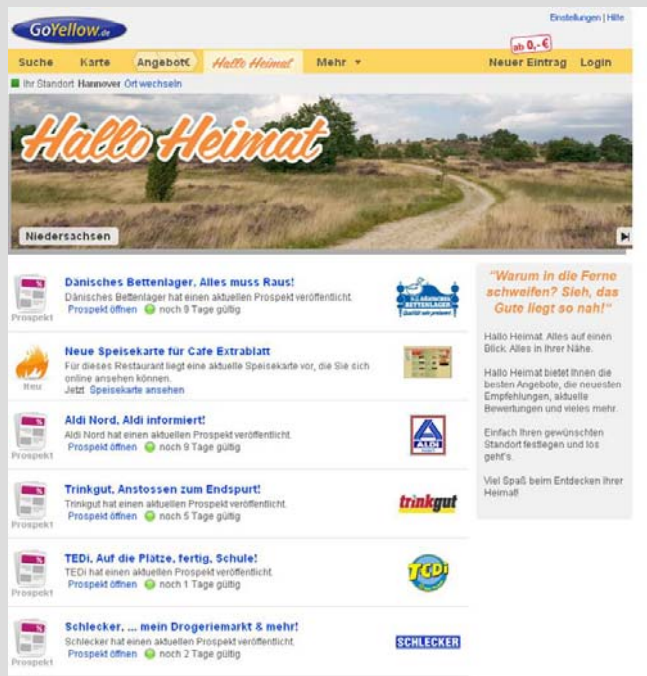 GoYellow.de
Einstellungen | Hilfe
ab 0,- €
Suche Karte Angebot€ Hallo Heimat Mehr Neuer Eintrag Login
Ihr Standort Hannover Ort wechseln
Hallo Heimat
Niedersachsen
Dänisches Bettenlager, Alles muss Raus!
Dänisches Bettenlager hat einen aktuellen Prospekt veröffentlicht.
Prospekt öffnen noch 9 Tage gültig
Prospekt
DÄNISCHES
BETTENLAGER
Neue Speisekarte für Cafe Extrablatt
Für dieses Restaurant liegt eine aktuelle Speisekarte vor, die Sie sich
online ansehen können.
Jetzt Speisekarte ansehen
Neu
Aldi Nord, Aldi informiert!
Aldi Nord hat einen aktuellen Prospekt veröffentlicht.
Prospekt öffnen noch 9 Tage gültig
Prospekt
ALDI
Trinkgut, Anstossen zum Endspurt!
Trinkgut hat einen aktuellen Prospekt veröffentlicht.
Prospekt öffnen noch 5 Tage gültig
Prospekt
trinkgut
TEDi, Auf die Plätze, fertig, Schule!
TEDi hat einen aktuellen Prospekt veröffentlicht.
Prospekt öffnen noch 1 Tage gültig
Prospekt
TEDi
Schlecker, ... mein Drogeriemarkt & mehr!
Schlecker hat einen aktuellen Prospekt veröffentlicht.
Prospekt öffnen noch 2 Tage gültig
Prospekt
SCHLECKER
"Warum in die Ferne
schweifen? Sieh, das
Gute liegt so nah!"
Hallo Heimat. Alles auf einen
Blick. Alles in Ihrer Nähe.
Hallo Heimat bietet Ihnen die
besten Angebote, die neuesten
Empfehlungen, aktuelle
Bewertungen und vieles mehr.
Einfach Ihren gewünschten
Standort festlegen und los
geht's.
Viel Spaß beim Entdecken Ihrer
Heimat!